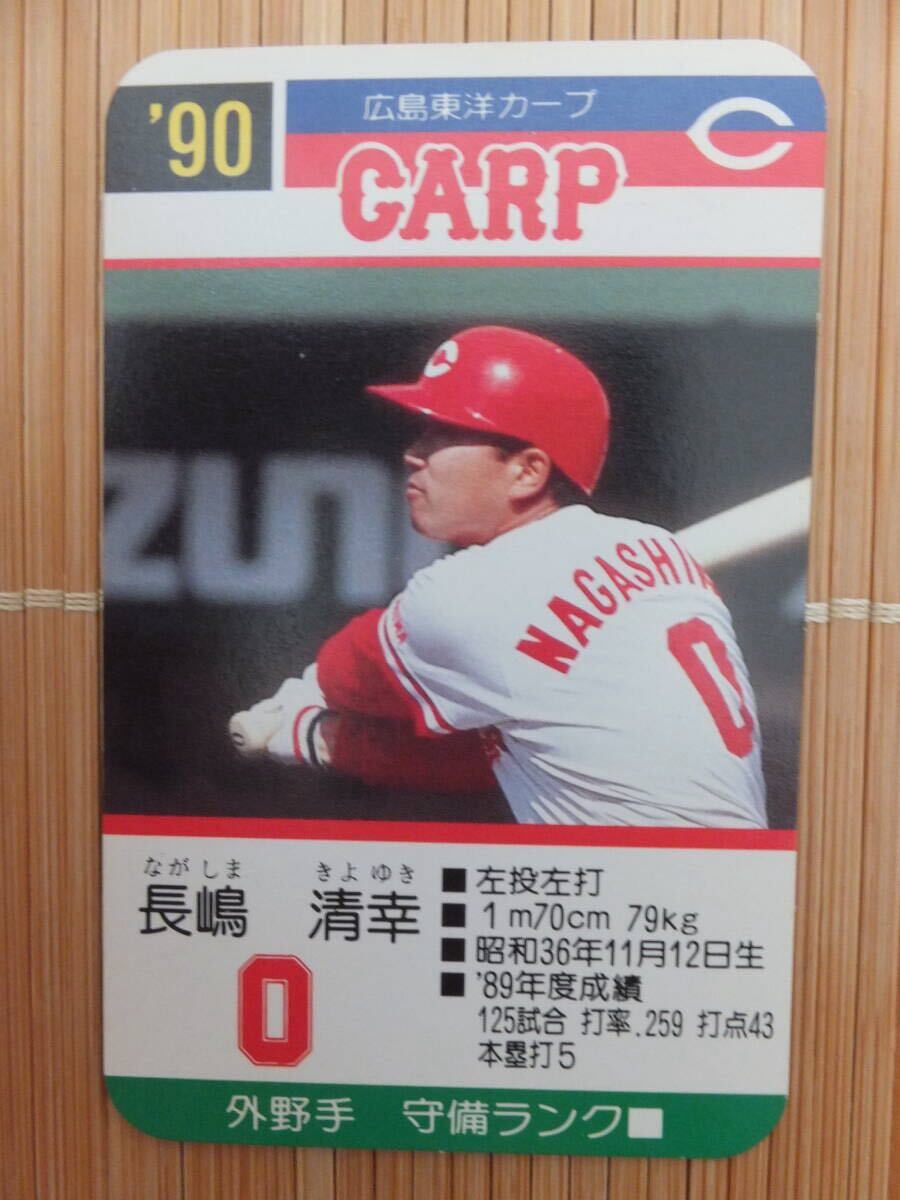 '90
広島東洋カープ
C
CARP
C
ZUN
NAGASHIMA
0
ながしま きよゆき
長嶋 清幸
0
■ 左投左打
■ 1m70cm 79kg
■ 昭和36年11月12日生
■ '89年度成績
125試合 打率.259 打点43
本塁打5
外野手 守備ランク■